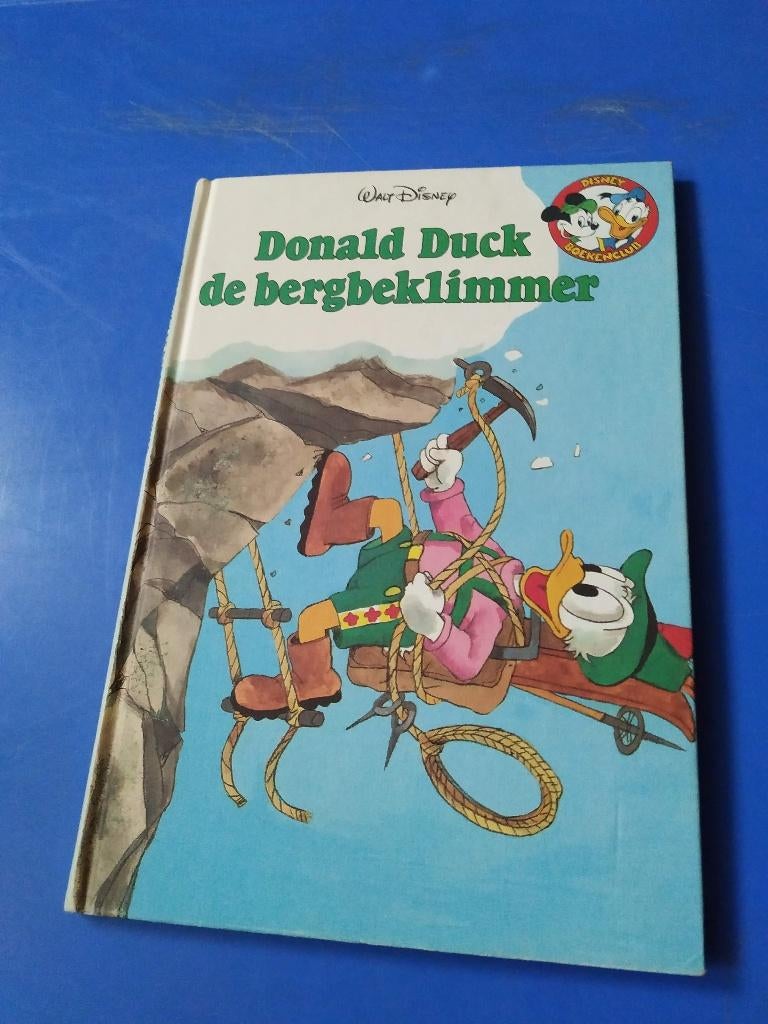 WALT DISNEY
Donald Duck
de bergbeklimmer
DISNEY
BOEKENCLUB